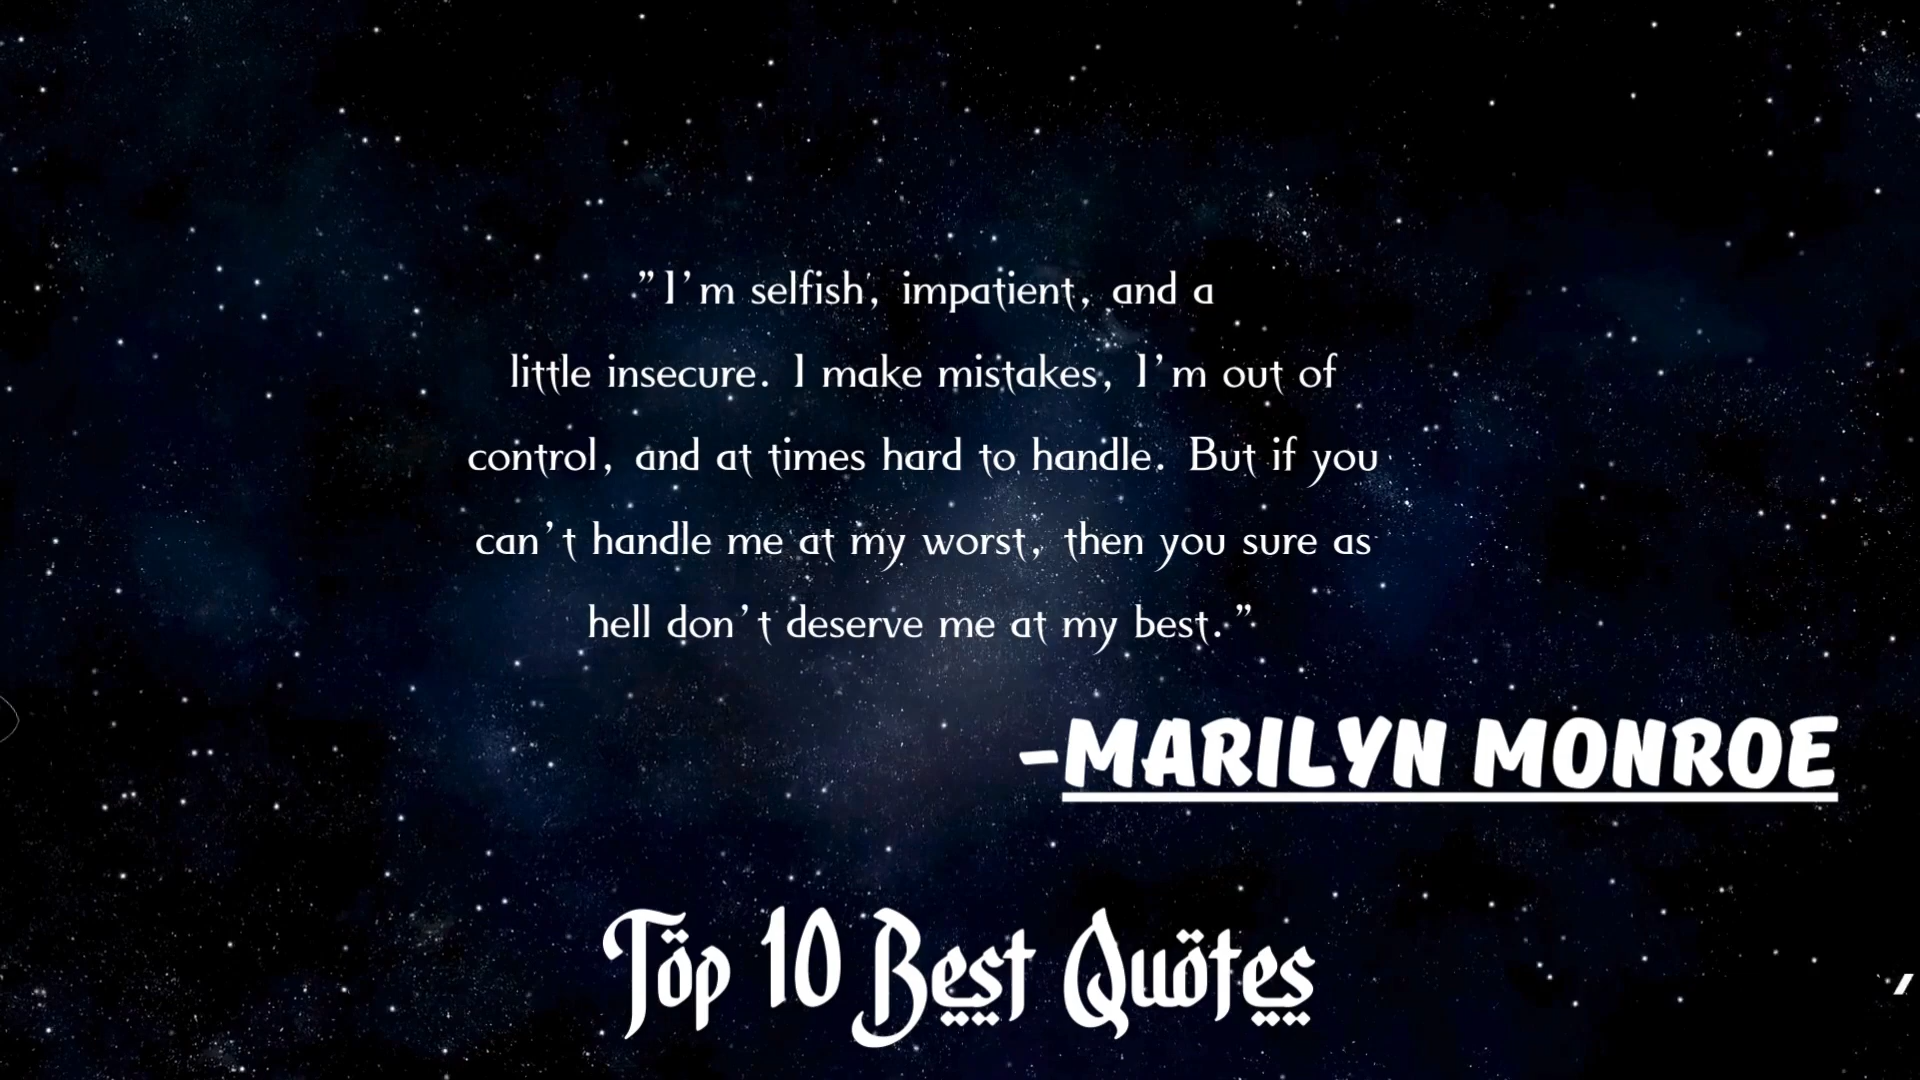 "I'm selfish, impatient, and a
little insecure. I make mistakes, I'm out of
control, and at times hard to handle. But if you
can't handle me at my worst, then you sure as
hell don't deserve me at my best."
-MARILYN MONROE
Top 10 Best Quotes